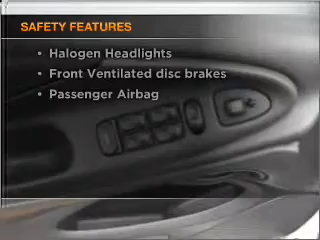 SAFETY FEATURES
• Halogen Headlights
• Front Ventilated disc brakes
• Passenger Airbag